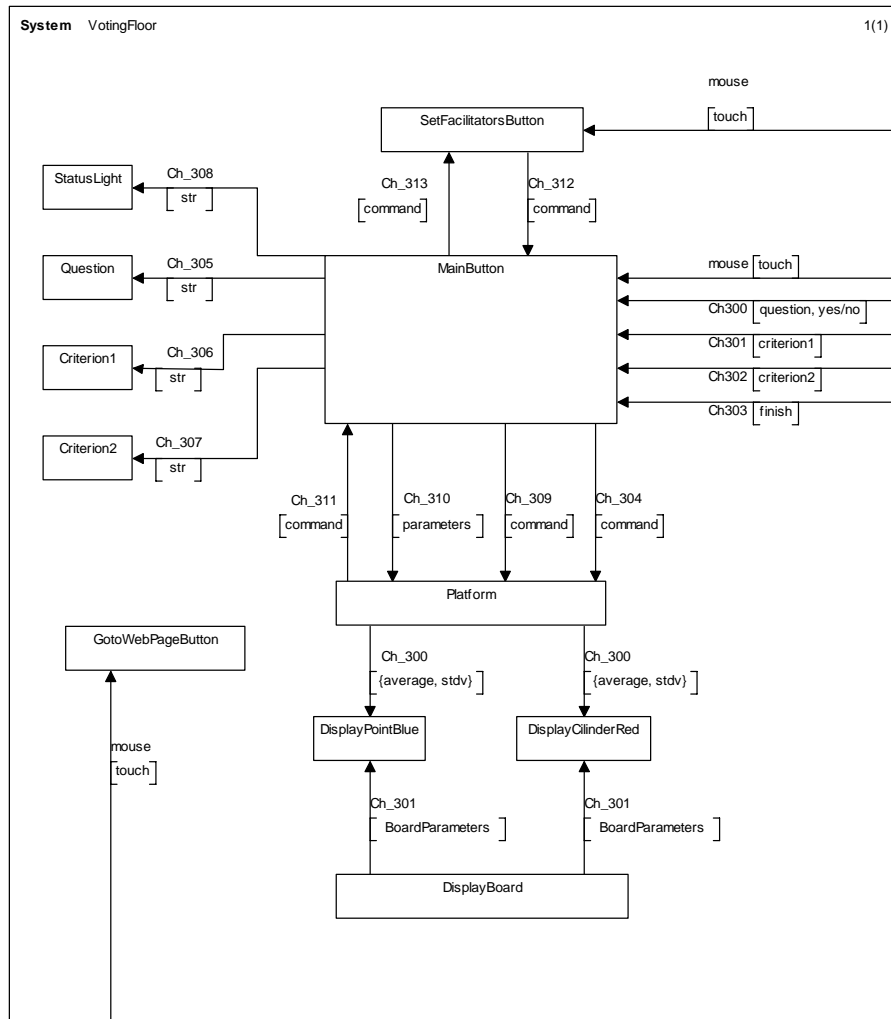 System VotingFloor 1(1)
mouse
[touch]
SetFacilitatorsButton
Ch_308
[str]
StatusLight
Ch_313
[command]
Ch_312
[command]
MainButton
Question
Ch_305
[str]
mouse [touch]
Ch300 [question, yes/no]
Ch301 [criterion1]
Ch302 [criterion2]
Ch303 [finish]
Criterion1
Ch_306
[str]
Criterion2
Ch_307
[str]
Ch_311
[command]
Ch_310
[parameters]
Ch_309
[command]
Ch_304
[command]
Platform
GotoWebPageButton
Ch_300
[{average, stdv}]
Ch_300
[{average, stdv}]
DisplayPointBlue
DisplayCilinderRed
mouse
[touch]
Ch_301
[BoardParameters]
Ch_301
[BoardParameters]
DisplayBoard